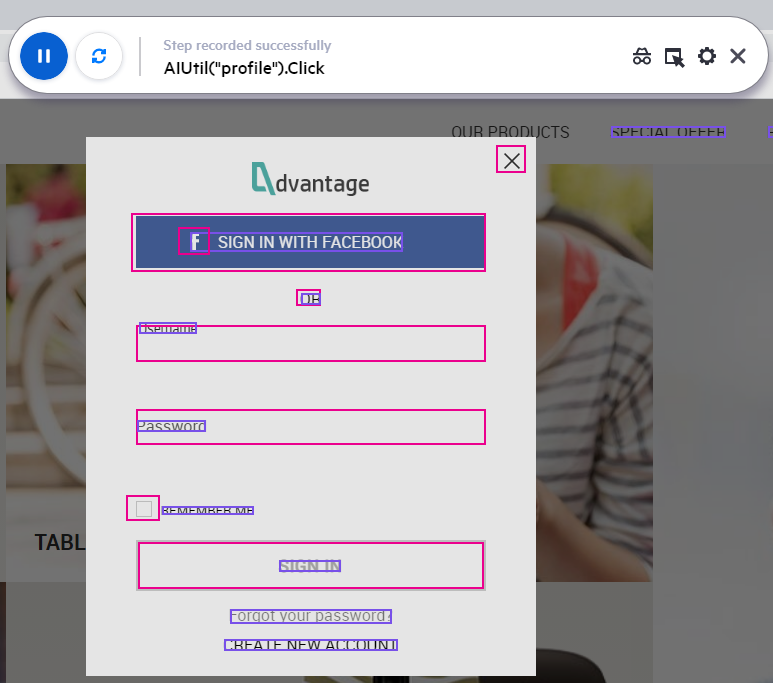 Step recorded successfully
AIUtil("profile").Click
OUR PRODUCTS SPECIAL OFFER
dvantage
f SIGN IN WITH FACEBOOK
OR
Username
Password
REMEMBER ME
TABL
SIGN IN
Forgot your password?
CREATE NEW ACCOUNT